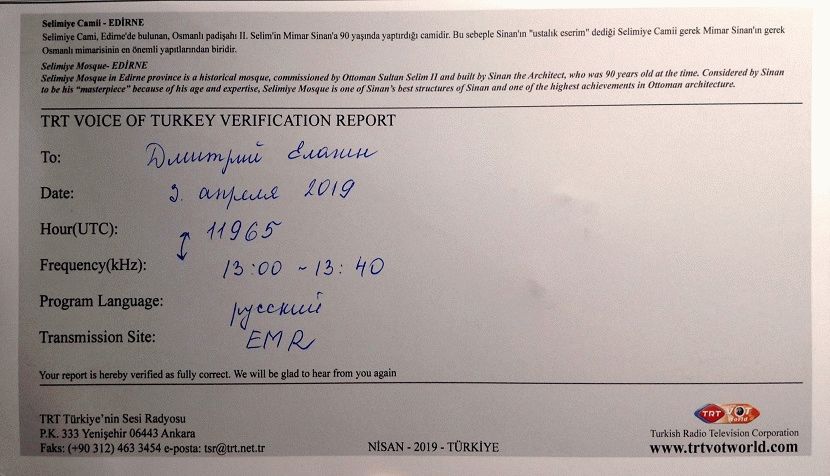 Selimiye Camii - EDİRNE
Selimiye Cami, Edirne'de bulunan, Osmanlı padişahı II. Selim'in Mimar Sinan'a 90 yaşında yaptırdığı camidir. Bu sebeple Sinan'ın "ustalık eserim" dediği Selimiye Camii gerek Mimar Sinan'ın gerek
Osmanlı mimarisinin en önemli yapıtlarından biridir.
Selimiye Mosque- EDİRNE
Selimiye Mosque in Edirne province is a historical mosque, commissioned by Ottoman Sultan Selim II and built by Sinan the Architect, who was 90 years old at the time. Considered by Sinan
to be his "masterpiece" because of his age and expertise, Selimiye Mosque is one of Sinan's best structures of Sinan and one of the highest achievements in Ottoman architecture.
TRT VOICE OF TURKEY VERIFICATION REPORT
To: Дмитрий Елагин
Date: 3. апреля 2019
Hour(UTC): 11965
Frequency(kHz): 13:00 - 13:40
Program Language: русский
Transmission Site: EMR
Your report is hereby verified as fully correct. We will be glad to hear from you again
TRT Türkiye'nin Sesi Radyosu
P.K. 333 Yenişehir 06443 Ankara
Faks: (+90 312) 463 3454 e-posta: tsr@trt.net.tr
NİSAN - 2019 - TÜRKİYE
TRT VOT World
Turkish Radio Television Corporation
www.trtvotworld.com